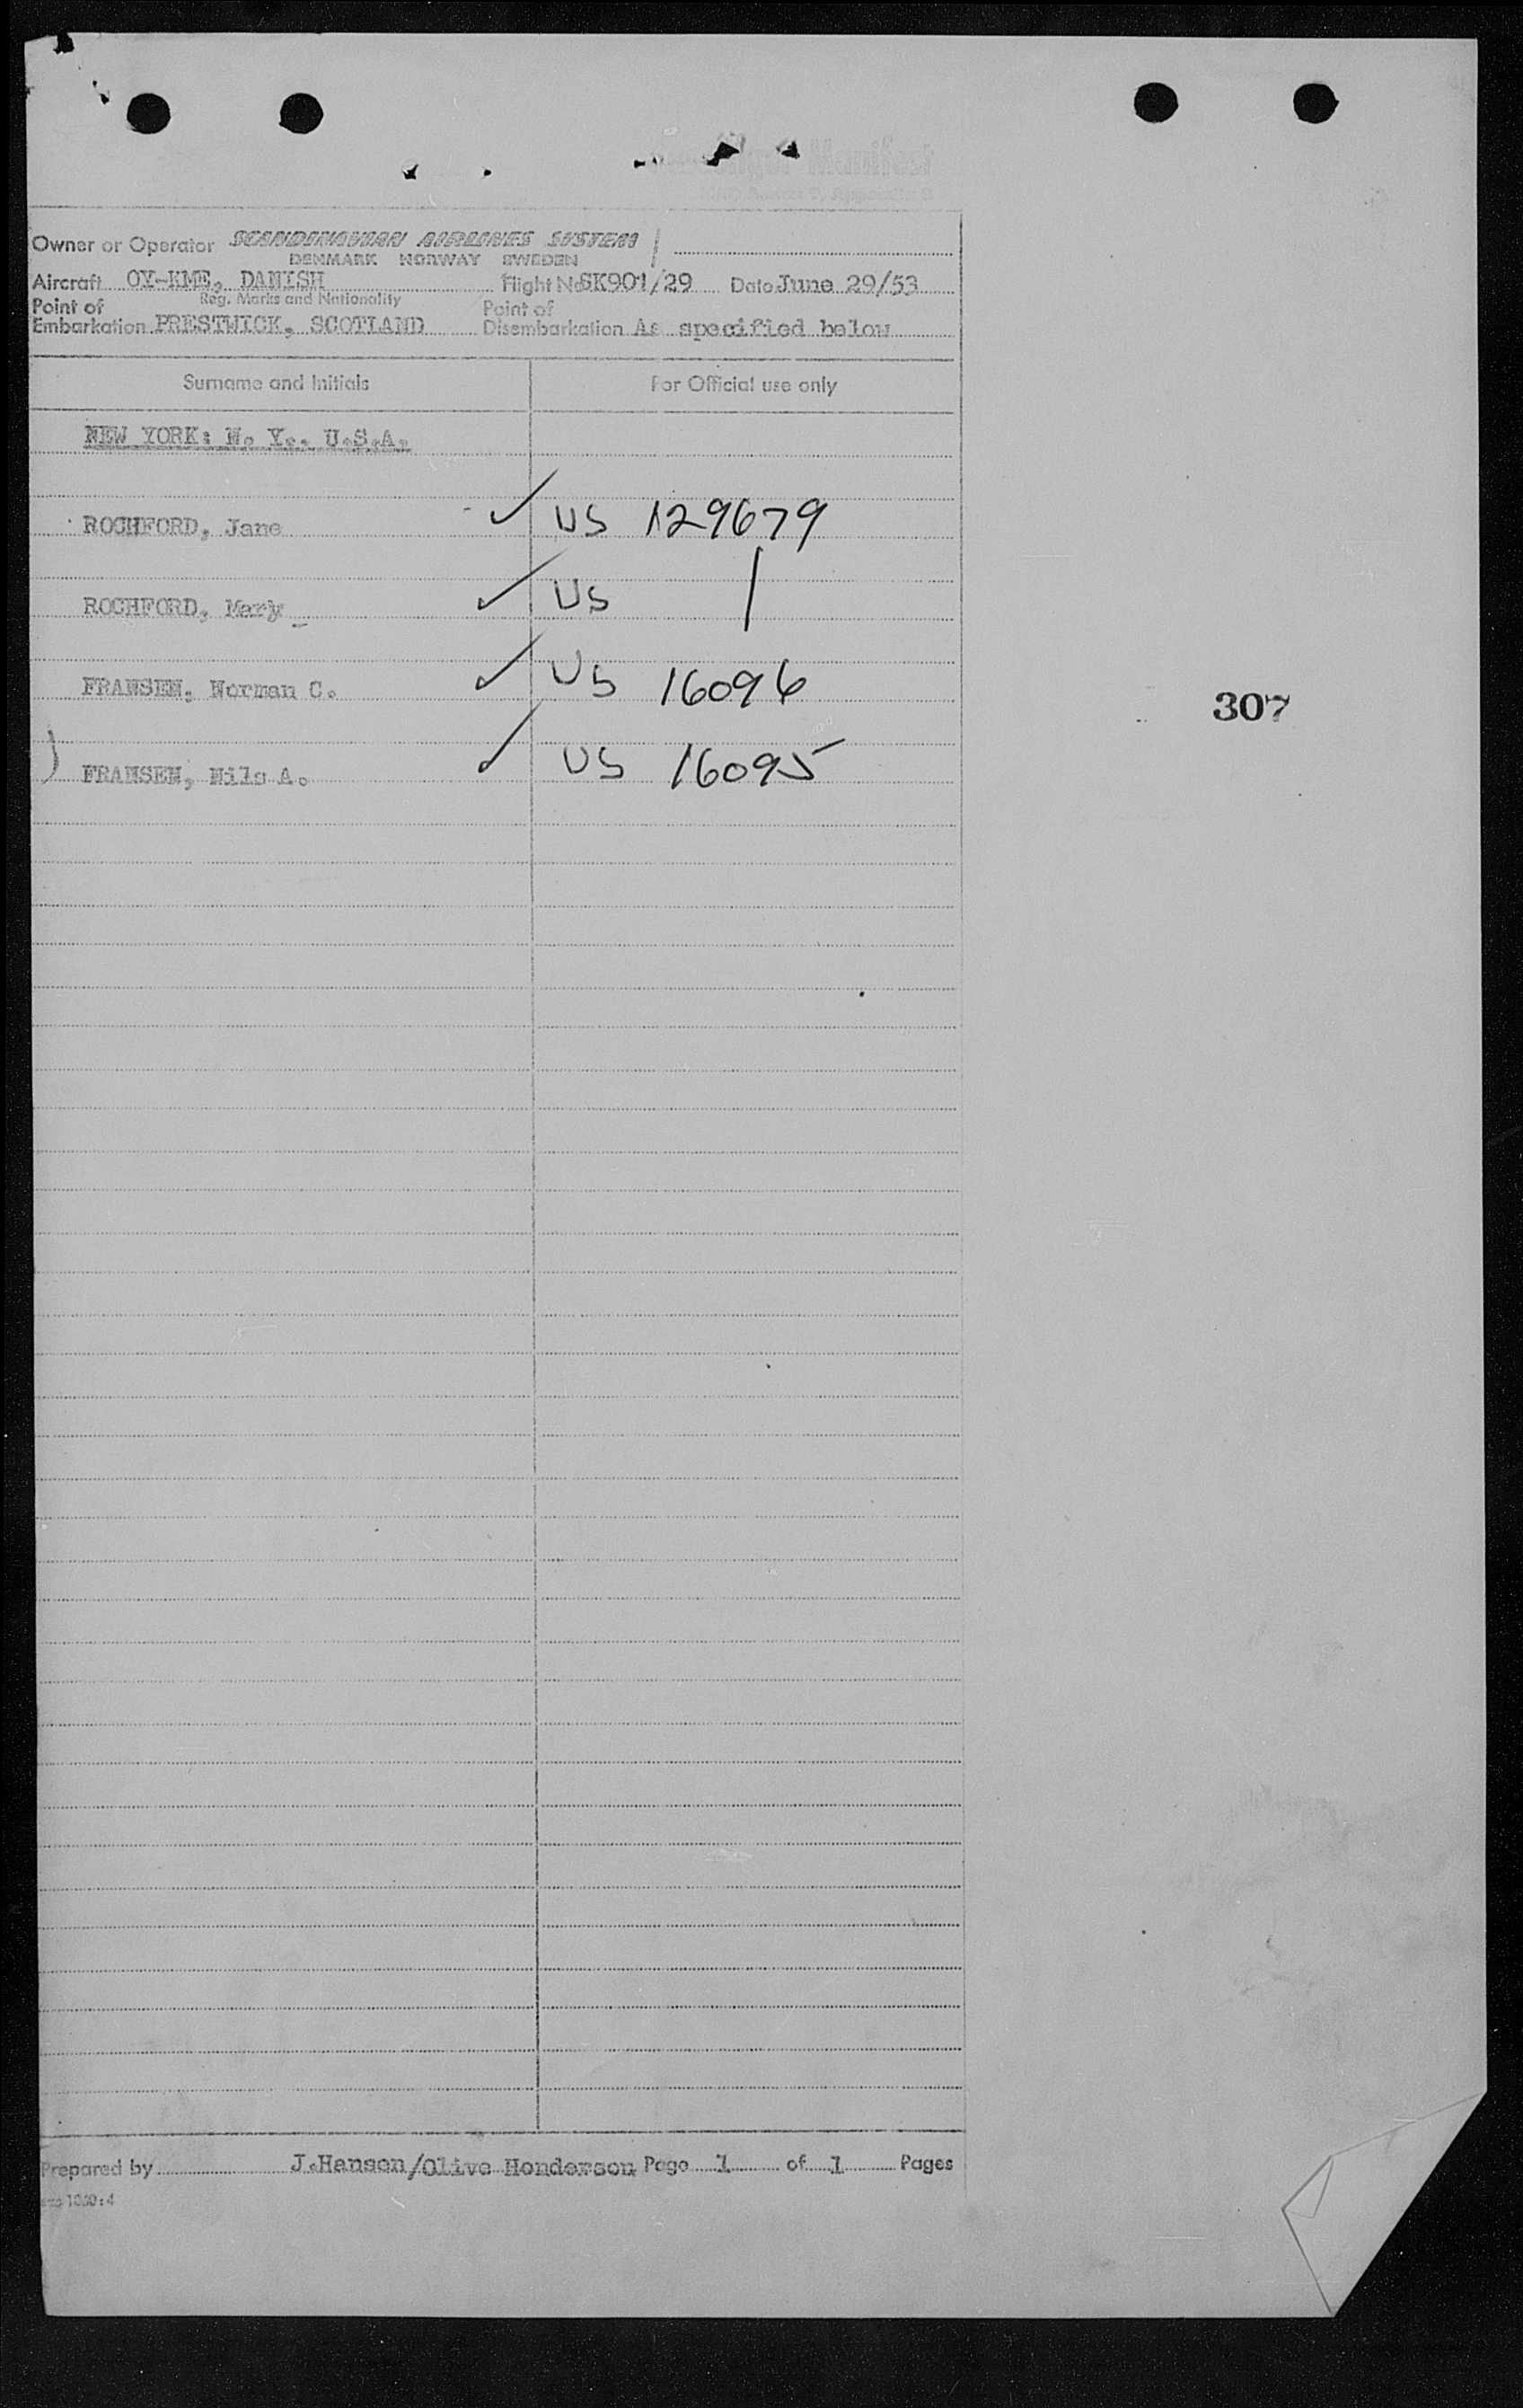 Passenger Manifest
Owner or Operator SCANDINAVIAN AIRLINES SYSTEM
DENMARK NORWAY SWEDEN
Aircraft OY-KME, DANISH Flight No SK901/29 Date June 29/53
Reg. Marks and Nationality
Point of Embarkation PRESTWICK, SCOTLAND Point of Disembarkation As specified below
Surname and Initials For Official use only
NEW YORK: N. Y., U.S.A.
ROCHFORD, Jane ✓ US 129679
ROCHFORD, Mary ✓ US |
FRANSEN, Norman C. ✓ US 16096
307
FRANSEN, Nils A. ✓ US 16095
Prepared by J.Hansen/Olive Henderson Page 1 of 1 Pages